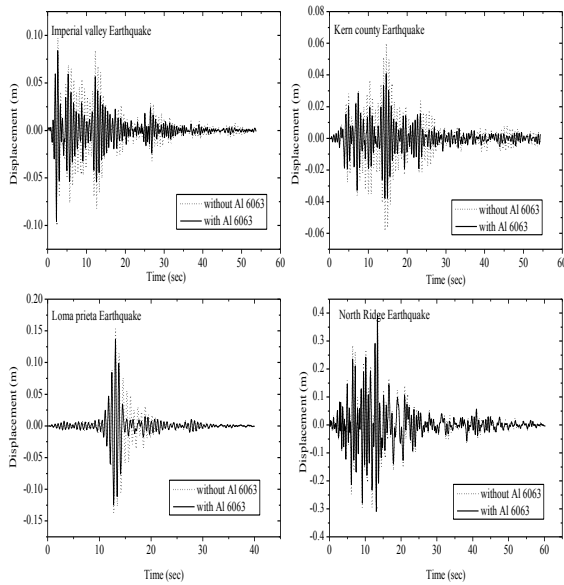 Imperial valley Earthquake
0.10
0.05
0.00
-0.05
-0.10
Displacement (m)
without Al 6063
with Al 6063
0 10 20 30 40 50 60
Time (sec)
Kern county Earthquake
0.06
0.04
0.02
0.00
-0.02
-0.04
-0.06
Displacement (m)
without Al 6063
with Al 6063
0 10 20 30 40 50 60
Time (sec)
Loma prieta Earthquake
0.20
0.15
0.10
0.05
0.00
-0.05
-0.10
-0.15
Displacement (m)
without Al 6063
with Al 6063
0 10 20 30 40
Time (sec)
North Ridge Earthquake
0.4
0.3
0.2
0.1
0.0
-0.1
-0.2
-0.3
-0.4
Displacement (m)
without Al 6063
with Al 6063
0 10 20 30 40 50 60
Time (sec)